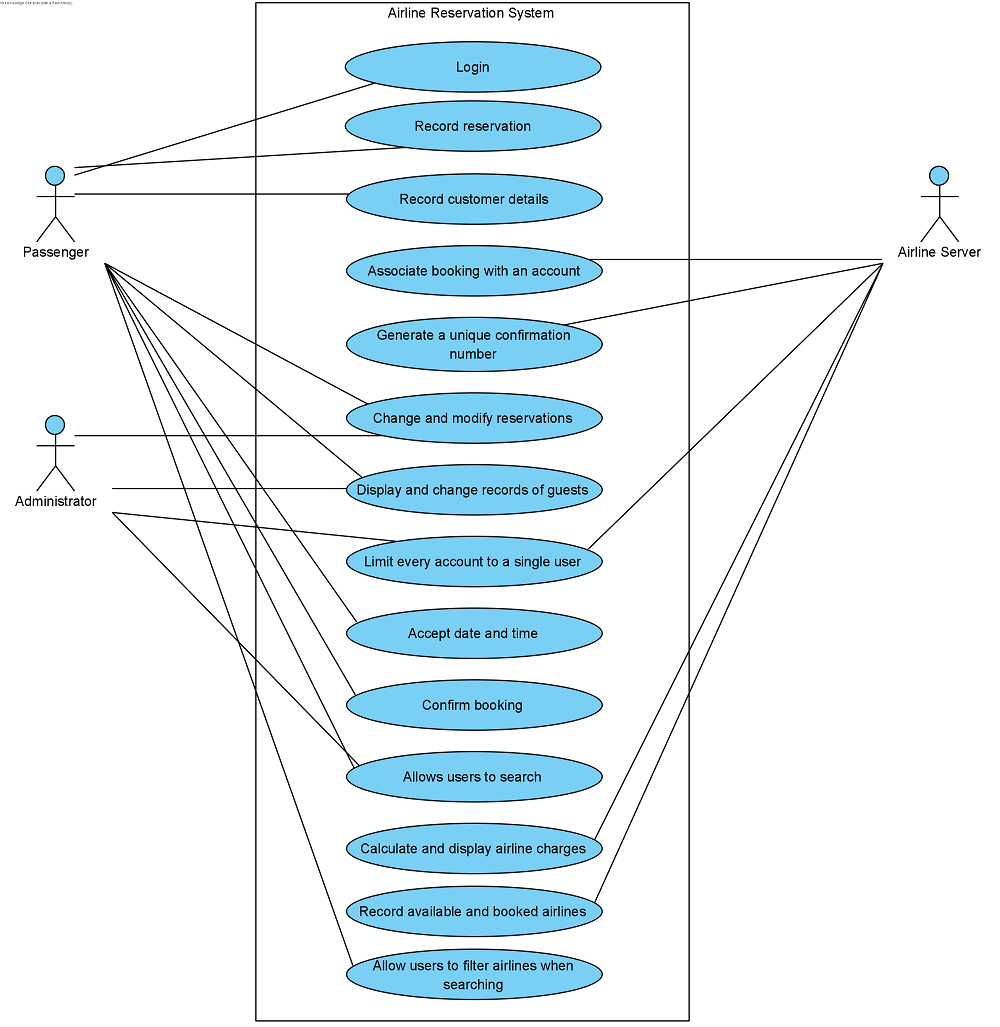 Airline Reservation System
Login
Record reservation
Record customer details
Passenger
Airline Server
Associate booking with an account
Generate a unique confirmation
number
Change and modify reservations
Display and change records of guests
Administrator
Limit every account to a single user
Accept date and time
Confirm booking
Allows users to search
Calculate and display airline charges
Record available and booked airlines
Allow users to filter airlines when
searching